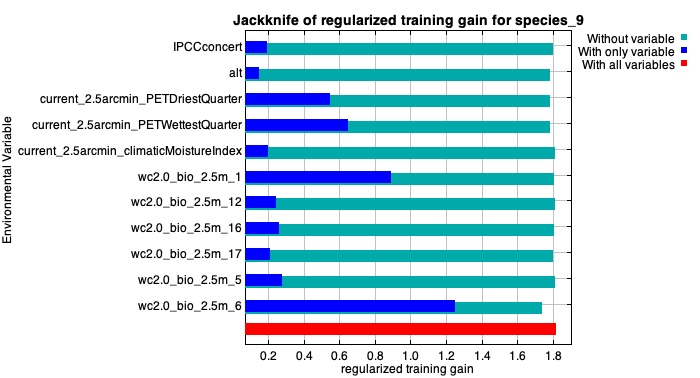 Jackknife of regularized training gain for species_9
Without variable
With only variable
With all variables
Environmental Variable
IPCCconcert
alt
current_2.5arcmin_PETDriestQuarter
current_2.5arcmin_PETWettestQuarter
current_2.5arcmin_climaticMoistureIndex
wc2.0_bio_2.5m_1
wc2.0_bio_2.5m_12
wc2.0_bio_2.5m_16
wc2.0_bio_2.5m_17
wc2.0_bio_2.5m_5
wc2.0_bio_2.5m_6
0.2 0.4 0.6 0.8 1.0 1.2 1.4 1.6 1.8
regularized training gain